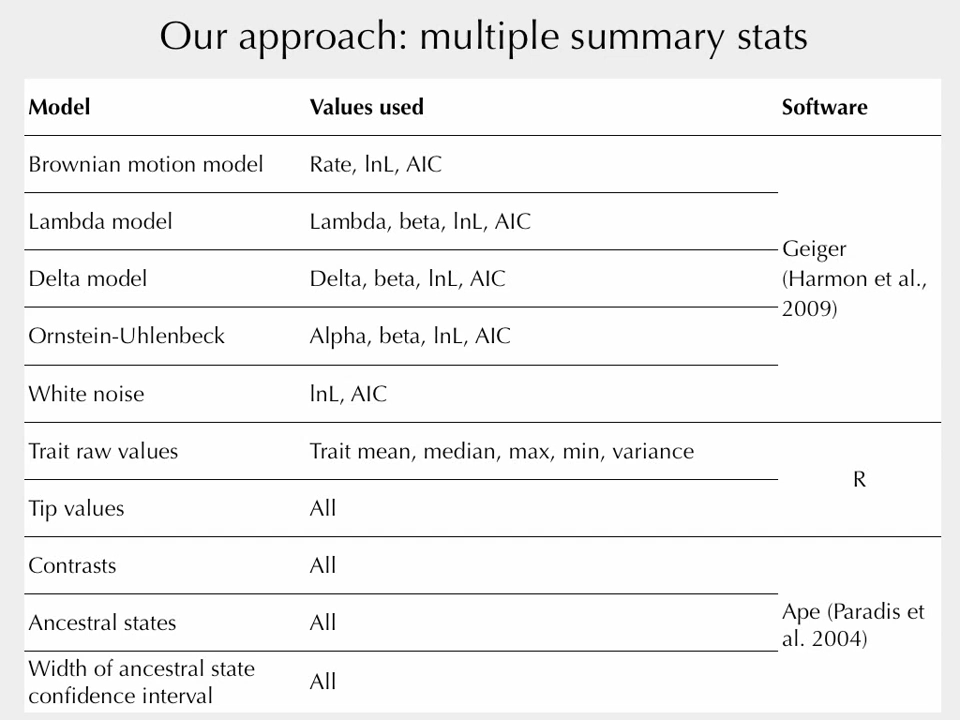 Our approach: multiple summary stats
Model Values used Software
Brownian motion model Rate, lnL, AIC
Lambda model Lambda, beta, lnL, AIC
Delta model Delta, beta, lnL, AIC
Ornstein-Uhlenbeck Alpha, beta, lnL, AIC
White noise lnL, AIC
Geiger
(Harmon et al.,
2009)
Trait raw values Trait mean, median, max, min, variance
Tip values All
R
Contrasts All
Ancestral states All
Width of ancestral state
confidence interval All
Ape (Paradis et
al. 2004)